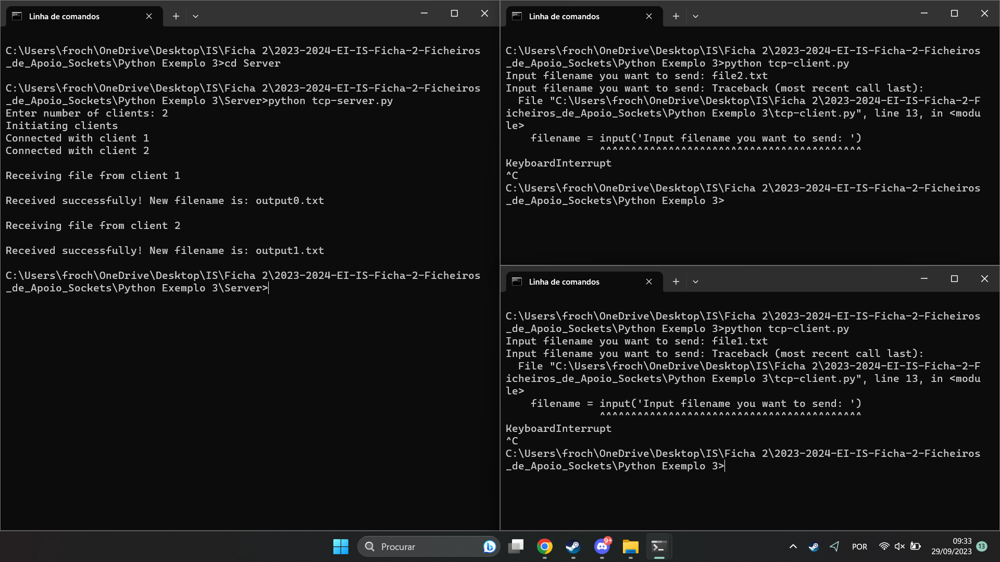 Linha de comandos
C:\Users\froch\OneDrive\Desktop\IS\Ficha 2\2023-2024-EI-IS-Ficha-2-Ficheiros
_de_Apoio_Sockets\Python Exemplo 3>cd Server
C:\Users\froch\OneDrive\Desktop\IS\Ficha 2\2023-2024-EI-IS-Ficha-2-Ficheiros
_de_Apoio_Sockets\Python Exemplo 3\Server>python tcp-server.py
Enter number of clients: 2
Initiating clients
Connected with client 1
Connected with client 2
Receiving file from client 1
Received successfully! New filename is: output0.txt
Receiving file from client 2
Received successfully! New filename is: output1.txt
C:\Users\froch\OneDrive\Desktop\IS\Ficha 2\2023-2024-EI-IS-Ficha-2-Ficheiros
_de_Apoio_Sockets\Python Exemplo 3\Server>
Linha de comandos
C:\Users\froch\OneDrive\Desktop\IS\Ficha 2\2023-2024-EI-IS-Ficha-2-Ficheiros
_de_Apoio_Sockets\Python Exemplo 3>python tcp-client.py
Input filename you want to send: file2.txt
Input filename you want to send: Traceback (most recent call last):
  File "C:\Users\froch\OneDrive\Desktop\IS\Ficha 2\2023-2024-EI-IS-Ficha-2-F
icheiros_de_Apoio_Sockets\Python Exemplo 3\tcp-client.py", line 13, in <modu
le>
    filename = input('Input filename you want to send: ')
               ^^^^^^^^^^^^^^^^^^^^^^^^^^^^^^^^^^^^^^^^^^
KeyboardInterrupt
^C
C:\Users\froch\OneDrive\Desktop\IS\Ficha 2\2023-2024-EI-IS-Ficha-2-Ficheiros
_de_Apoio_Sockets\Python Exemplo 3>
Linha de comandos
C:\Users\froch\OneDrive\Desktop\IS\Ficha 2\2023-2024-EI-IS-Ficha-2-Ficheiros
_de_Apoio_Sockets\Python Exemplo 3>python tcp-client.py
Input filename you want to send: file1.txt
Input filename you want to send: Traceback (most recent call last):
  File "C:\Users\froch\OneDrive\Desktop\IS\Ficha 2\2023-2024-EI-IS-Ficha-2-F
icheiros_de_Apoio_Sockets\Python Exemplo 3\tcp-client.py", line 13, in <modu
le>
    filename = input('Input filename you want to send: ')
               ^^^^^^^^^^^^^^^^^^^^^^^^^^^^^^^^^^^^^^^^^^
KeyboardInterrupt
^C
C:\Users\froch\OneDrive\Desktop\IS\Ficha 2\2023-2024-EI-IS-Ficha-2-Ficheiros
_de_Apoio_Sockets\Python Exemplo 3>
Procurar
9+
POR
09:33
29/09/2023
13